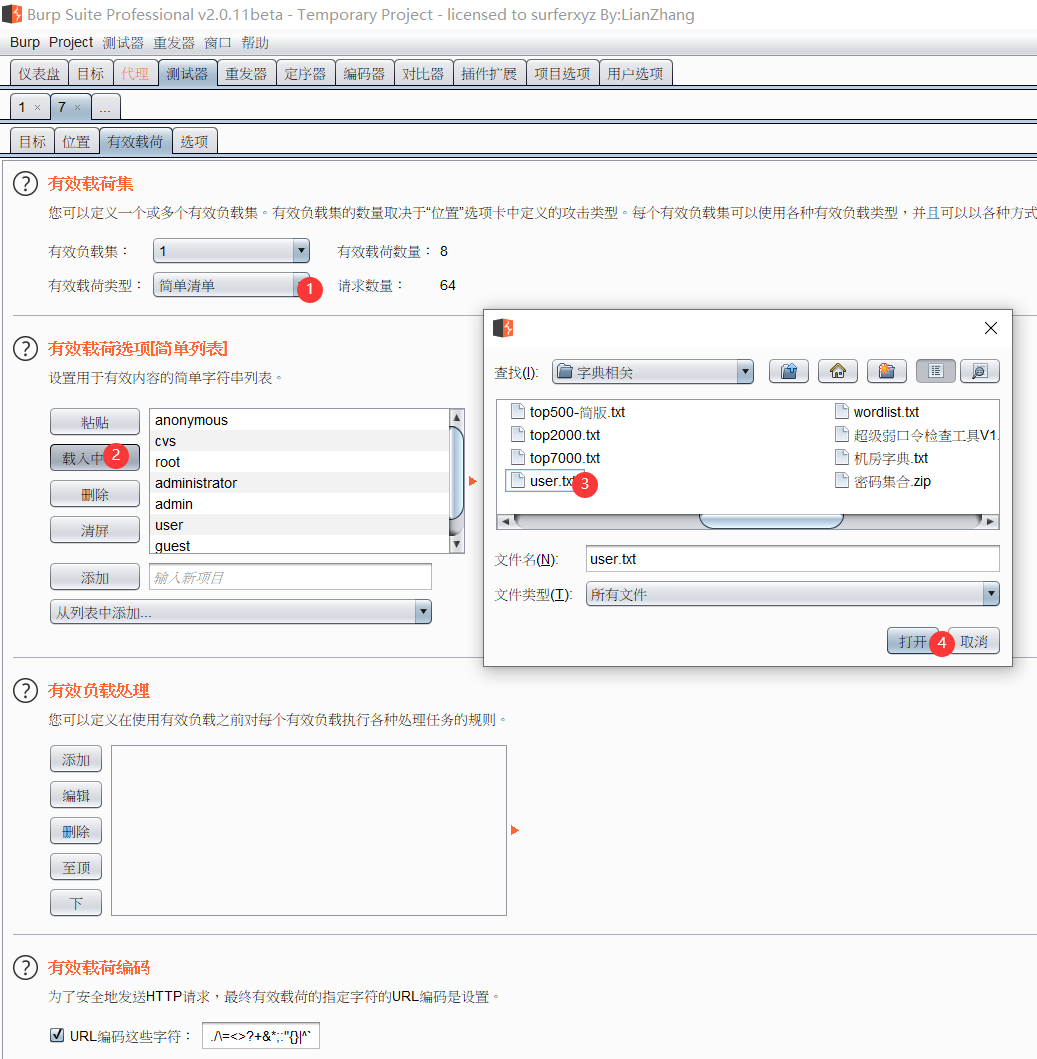 Burp Suite Professional v2.0.11beta - Temporary Project - licensed to surferxyz By:LianZhang
Burp Project 测试器 重发器 窗口 帮助
仪表盘 目标 代理 测试器 重发器 定序器 编码器 对比器 插件扩展 项目选项 用户选项
1 × 7 × ...
目标 位置 有效载荷 选项
? 有效载荷集
您可以定义一个或多个有效负载集。有效负载集的数量取决于“位置”选项卡中定义的攻击类型。每个有效负载集可以使用各种有效负载类型，并且可以以各种方式
有效负载集： 1 有效载荷数量： 8
有效载荷类型： 简单清单 1 请求数量： 64
? 有效载荷选项[简单列表]
设置用于有效内容的简单字符串列表。
粘贴
载入中 2
删除
清屏
anonymous
cvs
root
administrator
admin
user
guest
添加 输入新项目
从列表中添加...
查找(I): 字典相关
top500-简版.txt
top2000.txt
top7000.txt
user.txt 3
wordlist.txt
超级弱口令检查工具V1.
机房字典.txt
密码集合.zip
文件名(N): user.txt
文件类型(T): 所有文件
打开 4 取消
? 有效负载处理
您可以定义在使用有效负载之前对每个有效负载执行各种处理任务的规则。
添加
编辑
删除
至顶
下
? 有效载荷编码
为了安全地发送HTTP请求，最终有效载荷的指定字符的URL编码是设置。
URL编码这些字符： ./\=<>?+&*;:"{}|^`